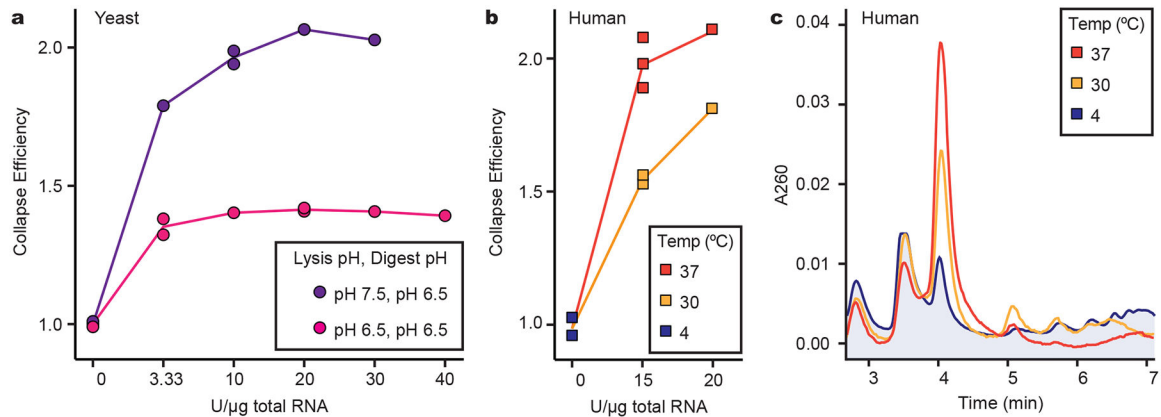 a
Yeast
Collapse Efficiency
2.0
1.5
1.0
0
3.33
10
20
30
40
U/µg total RNA
Lysis pH, Digest pH
pH 7.5, pH 6.5
pH 6.5, pH 6.5
b
Human
Collapse Efficiency
2.0
1.5
1.0
0
15
20
U/µg total RNA
Temp (ºC)
37
30
4
c
Human
A260
0.04
0.03
0.02
0.01
0.00
3
4
5
6
7
Time (min)
Temp (ºC)
37
30
4